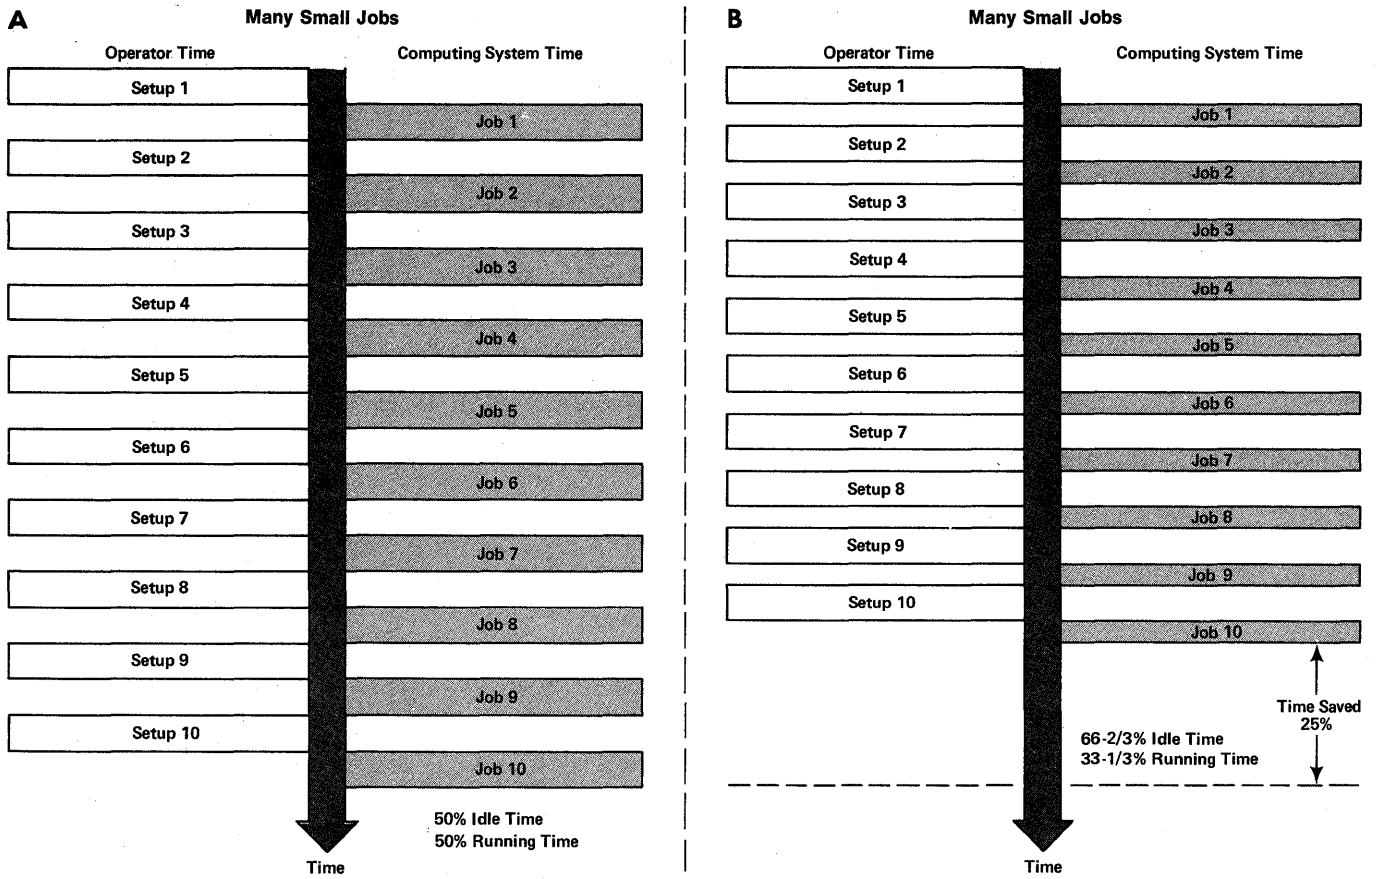 A
Many Small Jobs
Operator Time
Computing System Time
Setup 1
Job 1
Setup 2
Job 2
Setup 3
Job 3
Setup 4
Job 4
Setup 5
Job 5
Setup 6
Job 6
Setup 7
Job 7
Setup 8
Job 8
Setup 9
Job 9
Setup 10
Job 10
50% Idle Time
50% Running Time
Time
B
Many Small Jobs
Operator Time
Computing System Time
Setup 1
Job 1
Setup 2
Job 2
Setup 3
Job 3
Setup 4
Job 4
Setup 5
Job 5
Setup 6
Job 6
Setup 7
Job 7
Setup 8
Job 8
Setup 9
Job 9
Setup 10
Job 10
Time Saved
25%
66-2/3% Idle Time
33-1/3% Running Time
Time